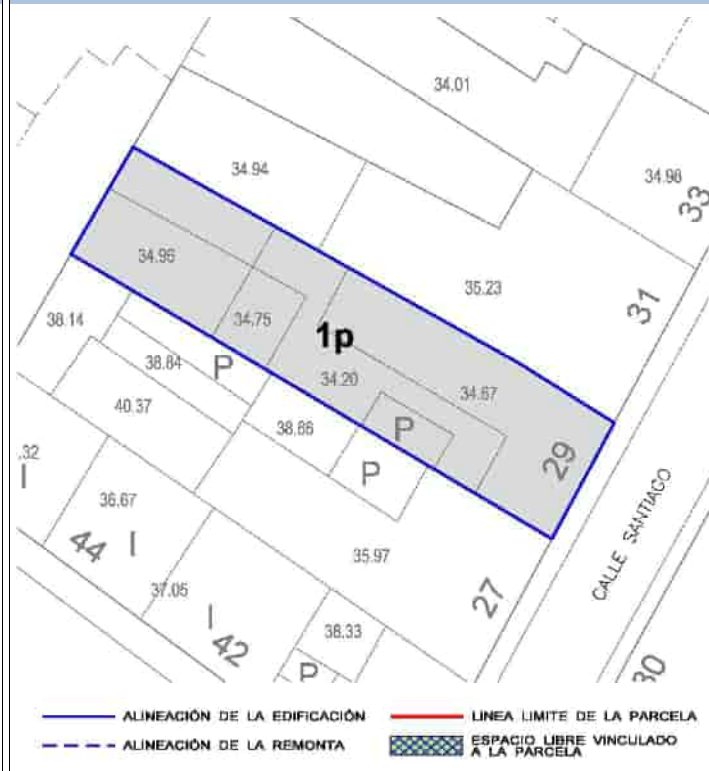 34.01
34.94
34.98
33
34.96
35.23
31
34.75
38.14
1p
38.84
P
34.20
34.67
40.37
38.86
P
29
P
.32
I
36.67
CALLE SANTIAGO
44
I
35.97
37.05
27
I
42
38.33
P
30
ALINEACIÓN DE LA EDIFICACIÓN
LINEA LIMITE DE LA PARCELA
ALINEACIÓN DE LA REMONTA
ESPACIO LIBRE VINCULADO
A LA PARCELA